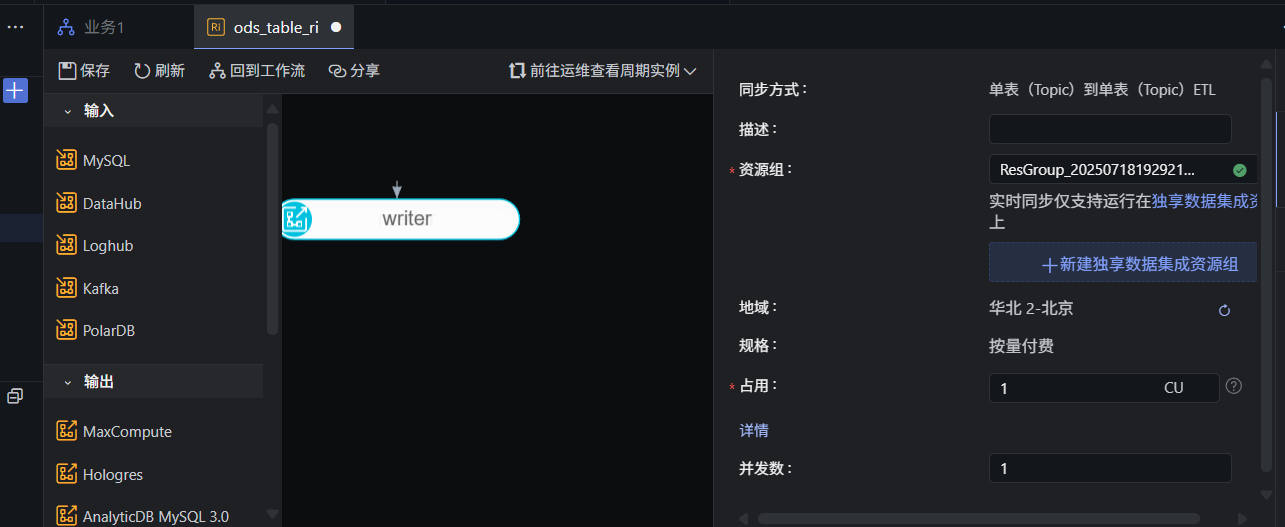 业务1
ods_table_ri
保存
刷新
回到工作流
分享
前往运维查看周期实例
输入
MySQL
DataHub
Loghub
Kafka
PolarDB
输出
MaxCompute
Hologres
AnalyticDB MySQL 3.0
writer
同步方式：
单表（Topic）到单表（Topic）ETL
描述：
* 资源组：
ResGroup_20250718192921...
实时同步仅支持运行在独享数据集成资
上
新建独享数据集成资源组
地域：
华北 2-北京
规格：
按量付费
* 占用：
1 CU
详情
并发数：
1